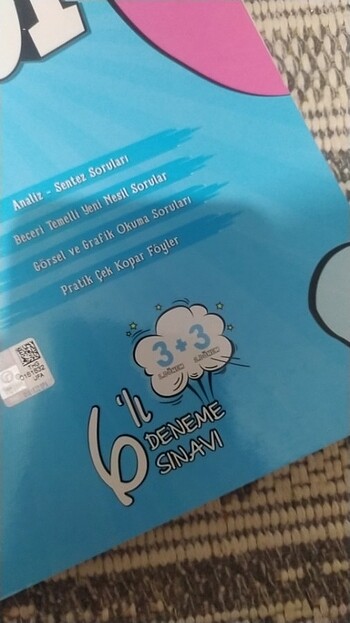 Analiz - Sentez Soruları
Beceri Temelli Yeni Nesil Sorular
Görsel ve Grafik Okuma Soruları
Pratik Çek Kopar Föyler
3 + 3
6'lı
DENEME
SINAVI